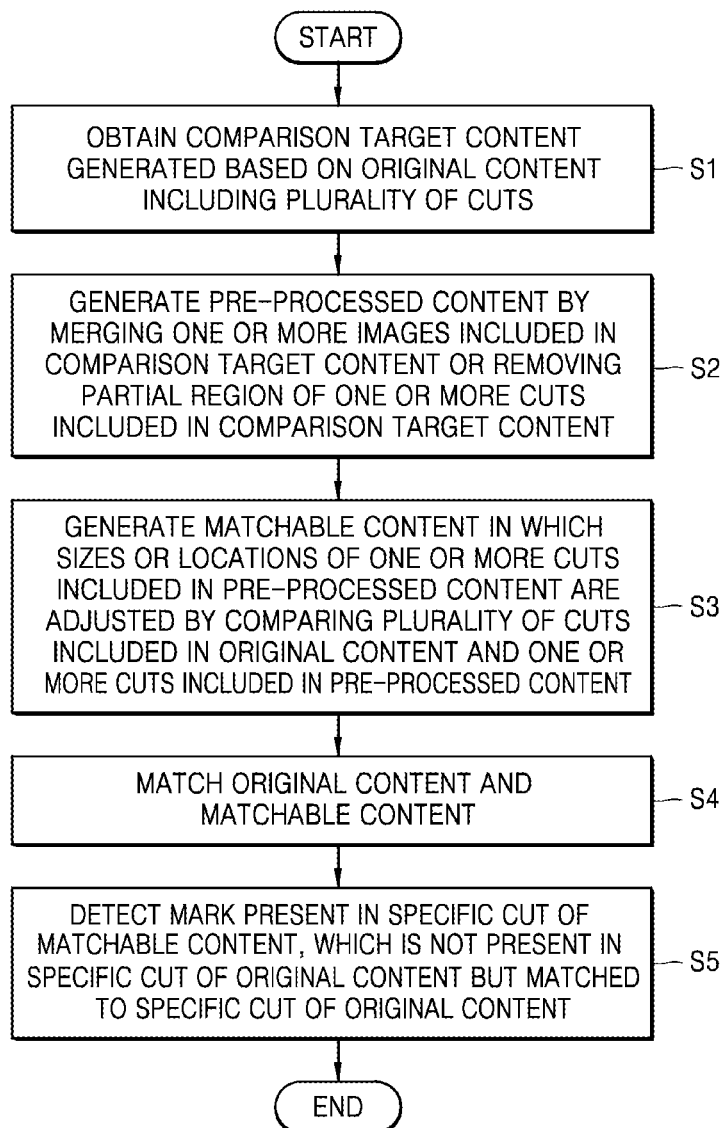 START
OBTAIN COMPARISON TARGET CONTENT
GENERATED BASED ON ORIGINAL CONTENT
INCLUDING PLURALITY OF CUTS
S1
GENERATE PRE-PROCESSED CONTENT BY
MERGING ONE OR MORE IMAGES INCLUDED IN
COMPARISON TARGET CONTENT OR REMOVING
PARTIAL REGION OF ONE OR MORE CUTS
INCLUDED IN COMPARISON TARGET CONTENT
S2
GENERATE MATCHABLE CONTENT IN WHICH
SIZES OR LOCATIONS OF ONE OR MORE CUTS
INCLUDED IN PRE-PROCESSED CONTENT ARE
ADJUSTED BY COMPARING PLURALITY OF CUTS
INCLUDED IN ORIGINAL CONTENT AND ONE OR
MORE CUTS INCLUDED IN PRE-PROCESSED CONTENT
S3
MATCH ORIGINAL CONTENT AND
MATCHABLE CONTENT
S4
DETECT MARK PRESENT IN SPECIFIC CUT OF
MATCHABLE CONTENT, WHICH IS NOT PRESENT IN
SPECIFIC CUT OF ORIGINAL CONTENT BUT MATCHED
TO SPECIFIC CUT OF ORIGINAL CONTENT
S5
END